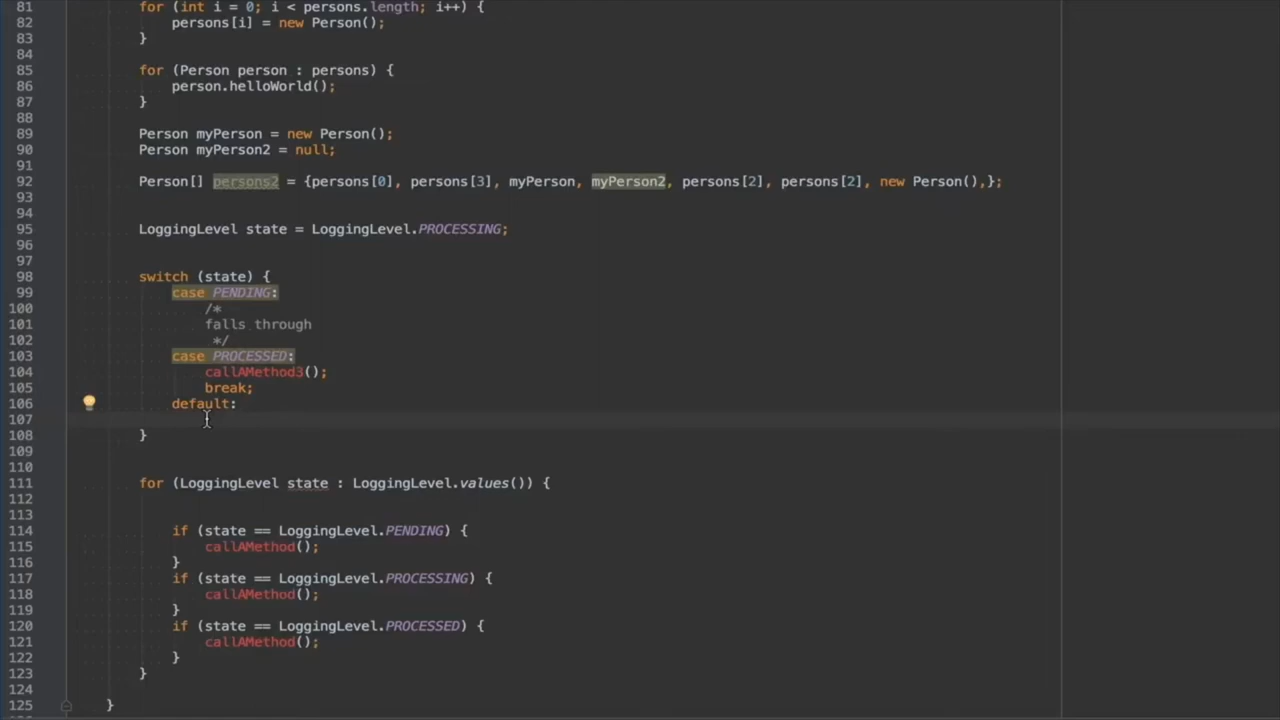 81 for (int i = 0; i < persons.length; i++) {
82 persons[i] = new Person();
83 }
84
85 for (Person person : persons) {
86 person.helloWorld();
87 }
88
89 Person myPerson = new Person();
90 Person myPerson2 = null;
91
92 Person[] persons2 = {persons[0], persons[3], myPerson, myPerson2, persons[2], persons[2], new Person(),};
93
94
95 LoggingLevel state = LoggingLevel.PROCESSING;
96
97
98 switch (state) {
99 case PENDING:
100 /*
101 falls through
102 */
103 case PROCESSED:
104 callAMethod3();
105 break;
106 default:
107
108 }
109
110
111 for (LoggingLevel state : LoggingLevel.values()) {
112
113
114 if (state == LoggingLevel.PENDING) {
115 callAMethod();
116 }
117 if (state == LoggingLevel.PROCESSING) {
118 callAMethod();
119 }
120 if (state == LoggingLevel.PROCESSED) {
121 callAMethod();
122 }
123 }
124
125 }